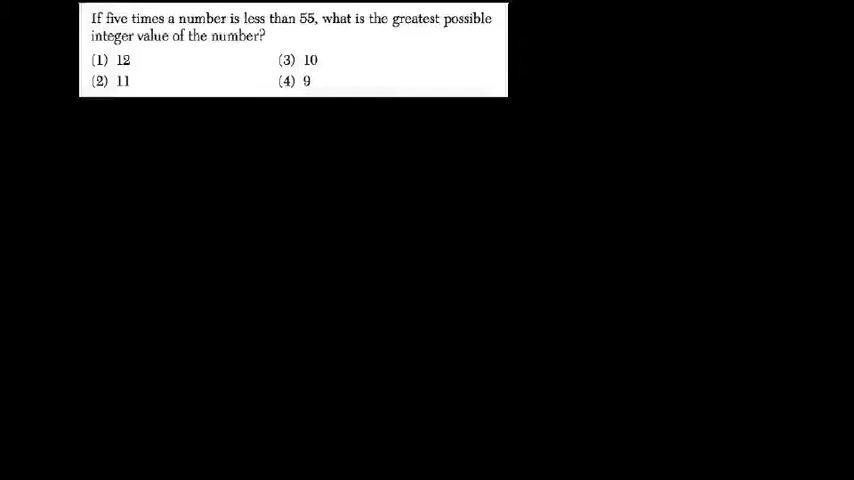 If five times a number is less than 55, what is the greatest possible
integer value of the number?
(1) 12 (3) 10
(2) 11 (4) 9